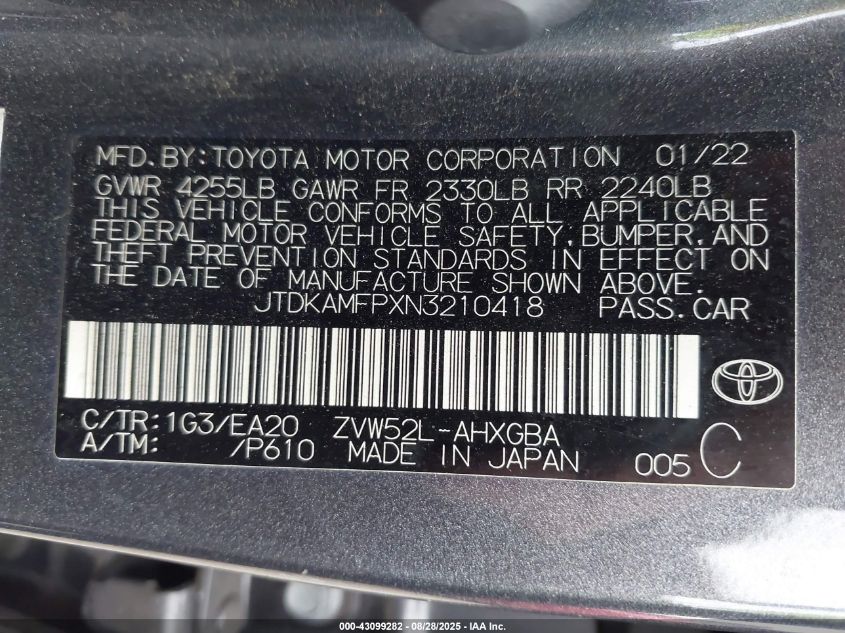 MFD. BY: TOYOTA MOTOR CORPORATION 01/22
GVWR 4255LB GAWR FR 2330LB RR 2240LB
THIS VEHICLE CONFORMS TO ALL APPLICABLE
FEDERAL MOTOR VEHICLE SAFETY, BUMPER, AND
THEFT PREVENTION STANDARDS IN EFFECT ON
THE DATE OF MANUFACTURE SHOWN ABOVE.
JTDKAMFPXN3210418 PASS. CAR
C/TR: 1G3/EA20 ZVW52L-AHXGBA
A/TM: /P610 MADE IN JAPAN 005 C
000-43099282 - 08/28/2025 - IAA Inc.